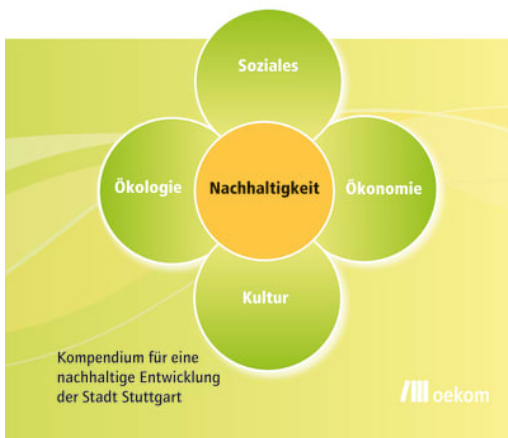 Soziales
Ökologie
Nachhaltigkeit
Ökonomie
Kultur
Kompendium für eine
nachhaltige Entwicklung
der Stadt Stuttgart
oekom